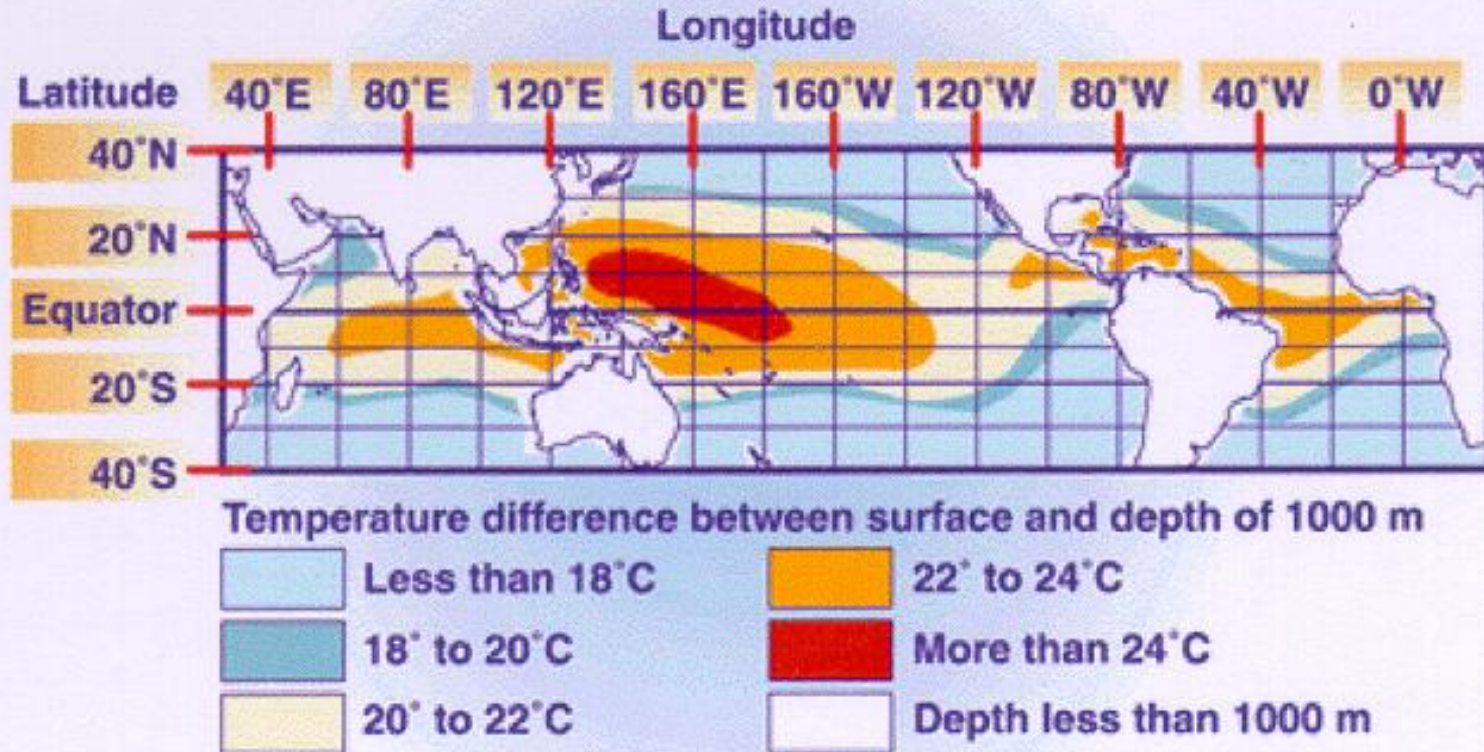 Longitude
Latitude 40°E 80°E 120°E 160°E 160°W 120°W 80°W 40°W 0°W
40°N
20°N
Equator
20°S
40°S
Temperature difference between surface and depth of 1000 m
Less than 18°C 22° to 24°C
18° to 20°C More than 24°C
20° to 22°C Depth less than 1000 m